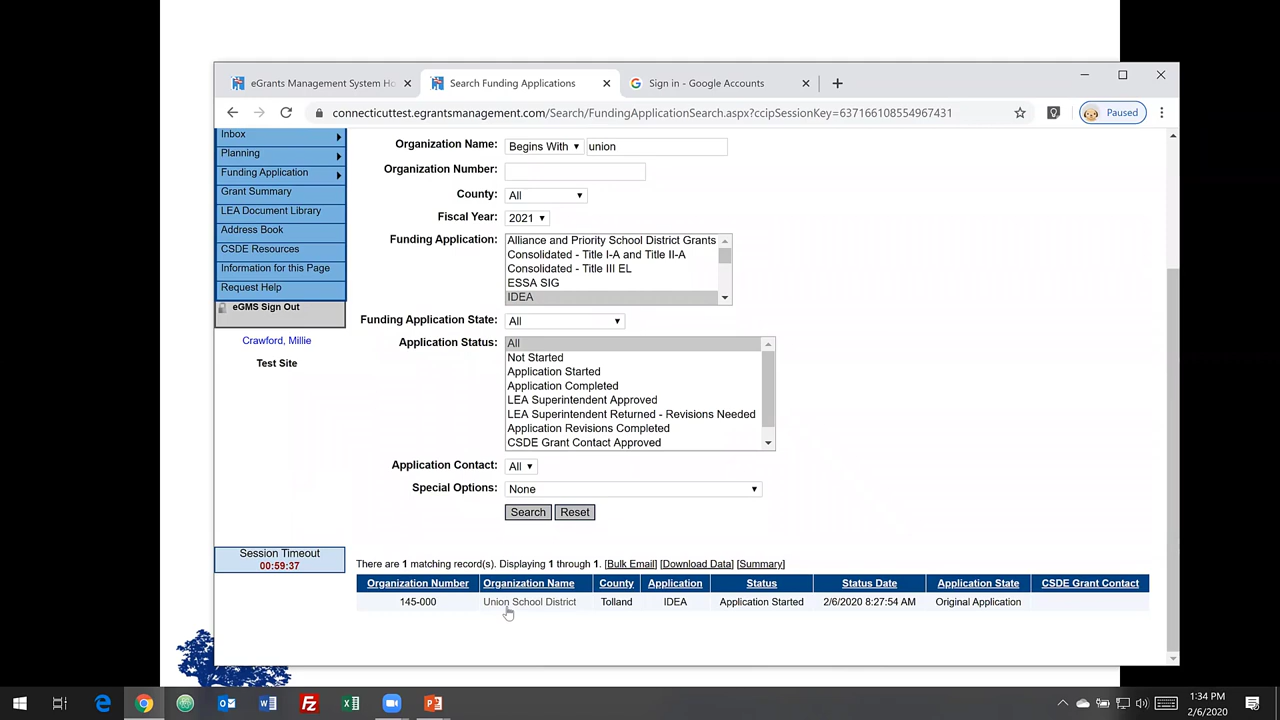 eGrants Management System Ho
Search Funding Applications
Sign in - Google Accounts
connecticuttest.egrantsmanagement.com/Search/FundingApplicationSearch.aspx?ccipSessionKey=637166108554967431
Paused
Inbox
Planning
Funding Application
Grant Summary
LEA Document Library
Address Book
CSDE Resources
Information for this Page
Request Help
eGMS Sign Out
Crawford, Millie
Test Site
Session Timeout
00:59:37
Organization Name: Begins With union
Organization Number:
County: All
Fiscal Year: 2021
Funding Application: Alliance and Priority School District Grants
Consolidated - Title I-A and Title II-A
Consolidated - Title III EL
ESSA SIG
IDEA
Funding Application State: All
Application Status: All
Not Started
Application Started
Application Completed
LEA Superintendent Approved
LEA Superintendent Returned - Revisions Needed
Application Revisions Completed
CSDE Grant Contact Approved
Application Contact: All
Special Options: None
Search Reset
There are 1 matching record(s). Displaying 1 through 1. [Bulk Email] [Download Data] [Summary]
Organization Number Organization Name County Application Status Status Date Application State CSDE Grant Contact
145-000 Union School District Tolland IDEA Application Started 2/6/2020 8:27:54 AM Original Application
1:34 PM
2/6/2020